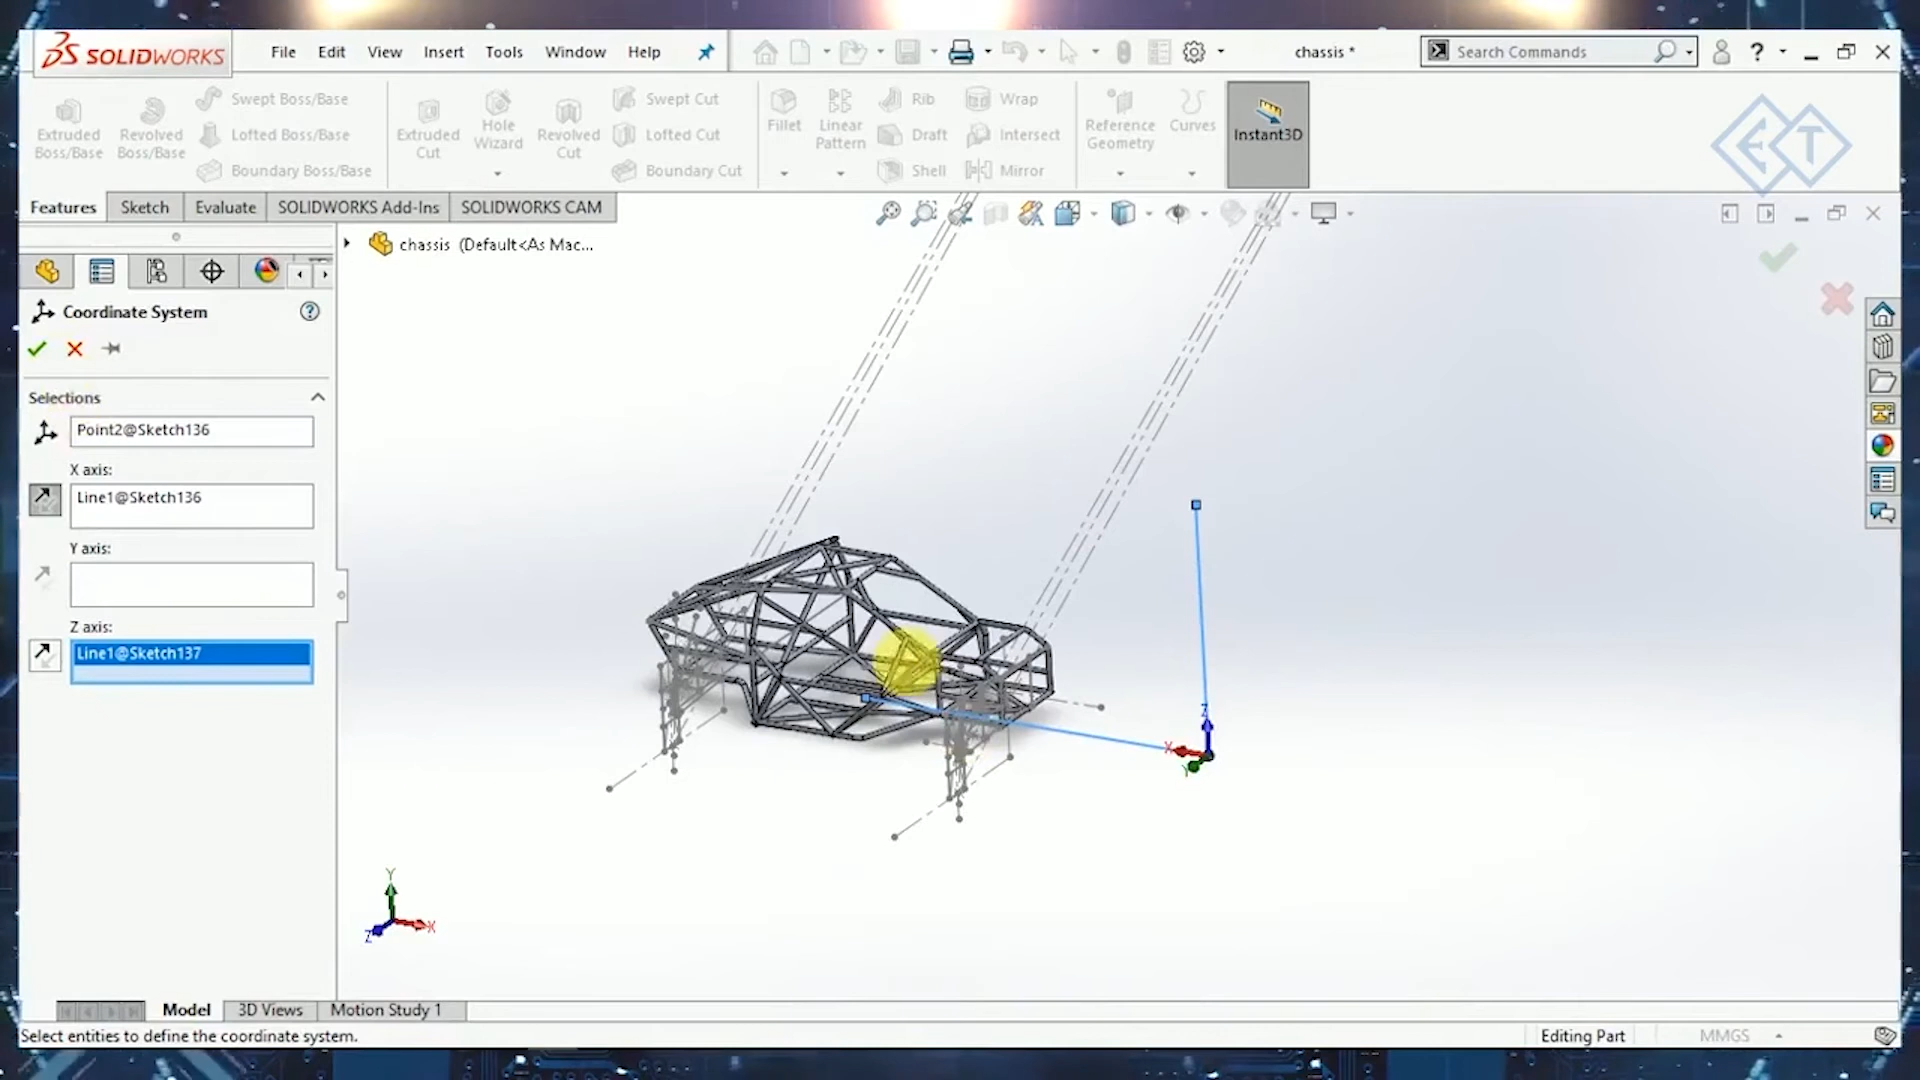 SOLIDWORKS File Edit View Insert Tools Window Help chassis * Search Commands ?
Extruded Boss/Base
Revolved Boss/Base
Swept Boss/Base
Lofted Boss/Base
Boundary Boss/Base
Extruded Cut
Hole Wizard
Revolved Cut
Swept Cut
Lofted Cut
Boundary Cut
Fillet
Linear Pattern
Rib
Draft
Shell
Wrap
Intersect
Mirror
Reference Geometry
Curves
Instant3D
ET
Features Sketch Evaluate SOLIDWORKS Add-Ins SOLIDWORKS CAM
chassis (Default<As Mac...
Coordinate System ?
Selections
Point2@Sketch136
X axis:
Line1@Sketch136
Y axis:
Z axis:
Line1@Sketch137
Z
X
Y
Y
X
Z
Model 3D Views Motion Study 1
Select entities to define the coordinate system. Editing Part MMGS